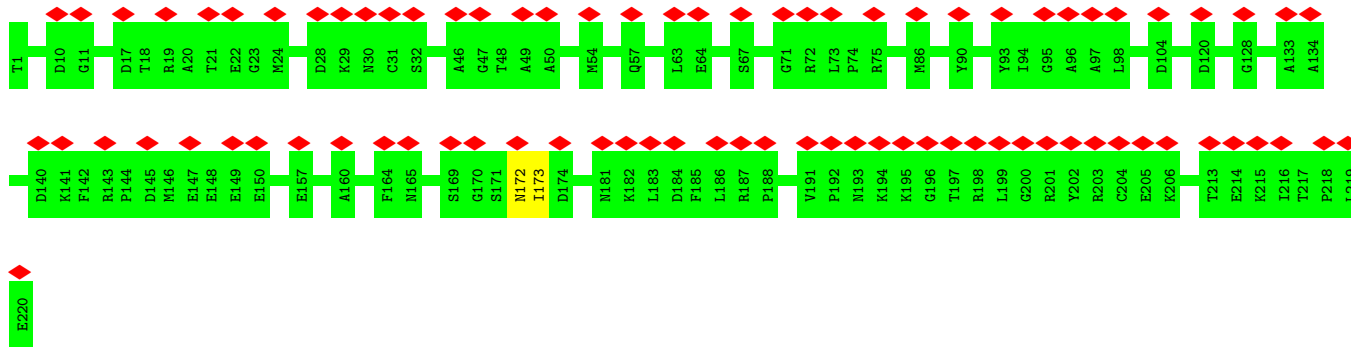 T1 D10 G11 D17 T18 R19 A20 T21 E22 G23 M24 D28 K29 N30 C31 S32 A46 G47 T48 A49 A50 M54 Q57 L63 E64 S67 G71 R72 L73 P74 R75 M86 Y90 Y93 I94 G95 A96 A97 L98 D104 D120 G128 A133 A134
D140 K141 F142 R143 P144 D145 M146 E147 E148 E149 E150 E157 A160 F164 N165 S169 G170 S171 N172 I173 D174 N181 K182 L183 D184 F185 L186 R187 P188 V191 P192 N193 K194 K195 G196 T197 R198 L199 G200 R201 Y202 R203 C204 E205 K206 T213 E214 K215 I216 T217 P218 L219
E220